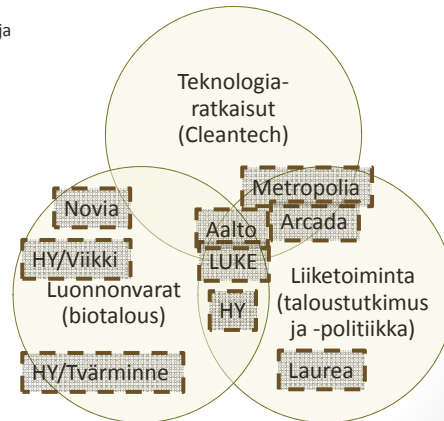 ja
Teknologia-
ratkaisut
(Cleantech)
Metropolia
Novia
Aalto
Arcada
HY/Viikki
LUKE
Luonnonvarat
(biotalous)
Liiketoiminta
(taloustutkimus
ja -politiikka)
HY
HY/Tvärminne
Laurea